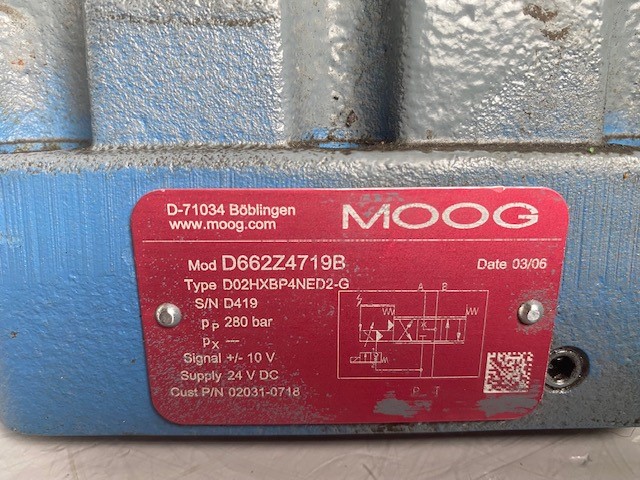 D-71034 Böblingen
www.moog.com
MOOG
Mod D662Z4719B
Date 03/06
Type D02HXBP4NED2-G
S/N D419
pP 280 bar
pX —
Signal +/- 10 V
Supply 24 V DC
Cust P/N 02031-0718
A B
P T